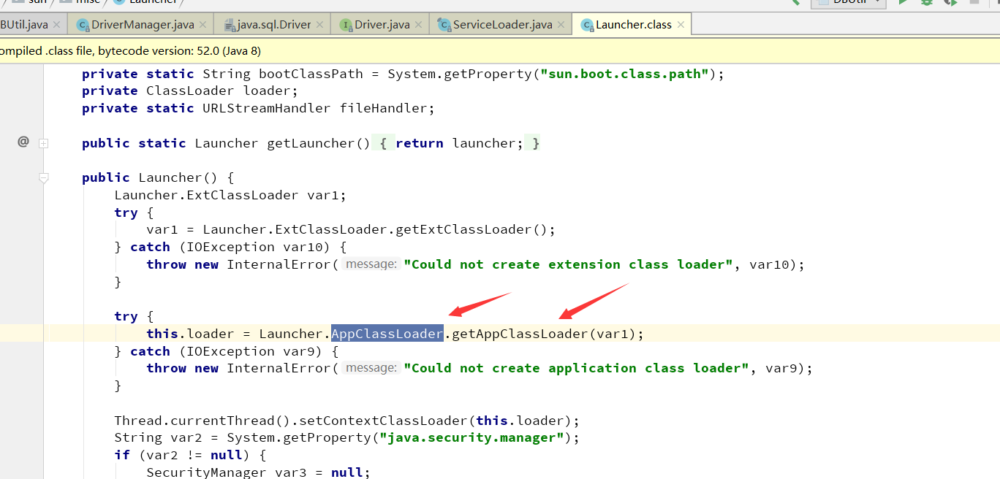 BUtil.java DriverManager.java java.sql.Driver Driver.java ServiceLoader.java Launcher.class
ompiled .class file, bytecode version: 52.0 (Java 8)
private static String bootClassPath = System.getProperty("sun.boot.class.path");
private ClassLoader loader;
private static URLStreamHandler fileHandler;
@ public static Launcher getLauncher() { return launcher; }
public Launcher() {
Launcher.ExtClassLoader var1;
try {
var1 = Launcher.ExtClassLoader.getExtClassLoader();
} catch (IOException var10) {
throw new InternalError( message: "Could not create extension class loader", var10);
}
try {
this.loader = Launcher.AppClassLoader.getAppClassLoader(var1);
} catch (IOException var9) {
throw new InternalError( message: "Could not create application class loader", var9);
}
Thread.currentThread().setContextClassLoader(this.loader);
String var2 = System.getProperty("java.security.manager");
if (var2 != null) {
SecurityManager var3 = null;